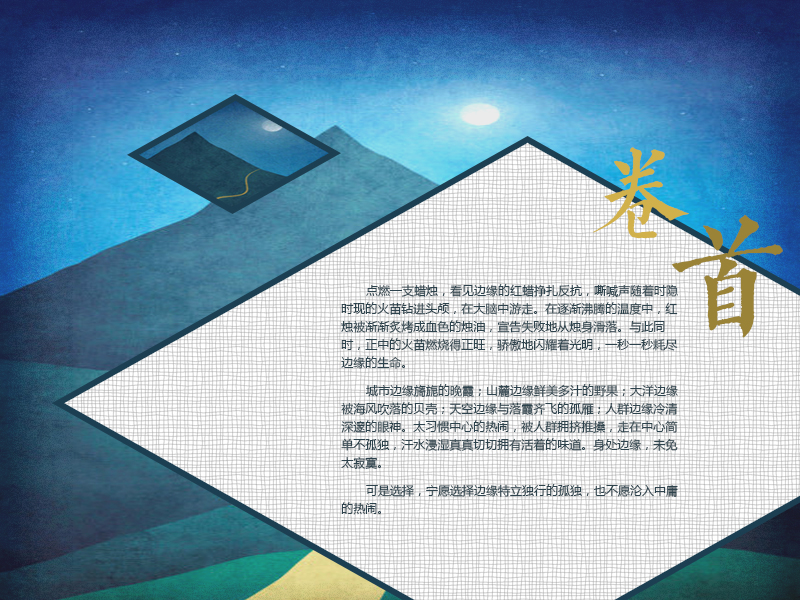 卷首
点燃一支蜡烛，看见边缘的红蜡挣扎反抗，嘶喊声随着时隐
时现的火苗钻进头颅，在大脑中游走。在逐渐沸腾的温度中，红
烛被渐渐炙烤成血色的烛油，宣告失败地从烛身滑落。与此同
时，正中的火苗燃烧得正旺，骄傲地闪耀着光明，一秒一秒耗尽
边缘的生命。
城市边缘旖旎的晚霞；山麓边缘鲜美多汁的野果；大洋边缘
被海风吹落的贝壳；天空边缘与落霞齐飞的孤雁；人群边缘冷清
深邃的眼神。太习惯中心的热闹，被人群拥挤推搡，走在中心简
单不孤独，汗水浸湿真真切切拥有活着的味道。身处边缘，未免
太寂寞。
可是选择，宁愿选择边缘特立独行的孤独，也不愿沦入中庸
的热闹。